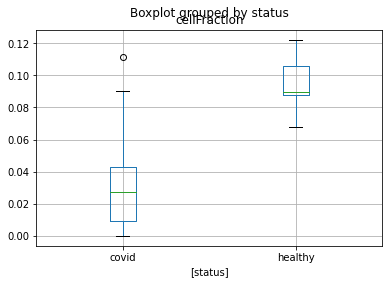 Boxplot grouped by status
cellFraction
0.12
0.10
0.08
0.06
0.04
0.02
0.00
covid
healthy
[status]